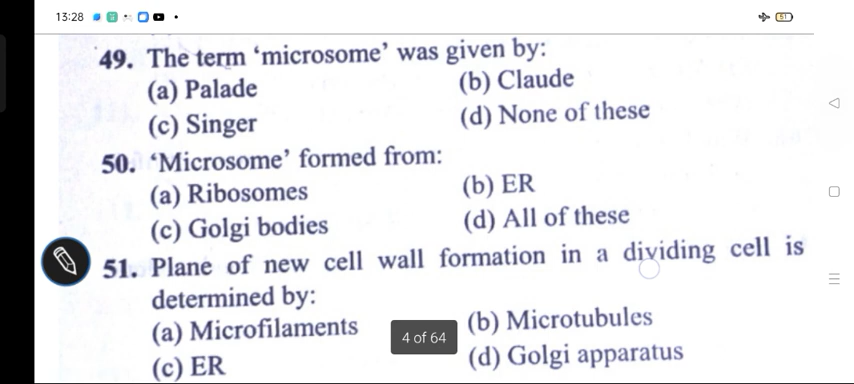 13:28
51
49. The term ‘microsome’ was given by:
(a) Palade (b) Claude
(c) Singer (d) None of these
50. ‘Microsome’ formed from:
(a) Ribosomes (b) ER
(c) Golgi bodies (d) All of these
51. Plane of new cell wall formation in a dividing cell is
determined by:
(a) Microfilaments (b) Microtubules
4 of 64
(c) ER (d) Golgi apparatus